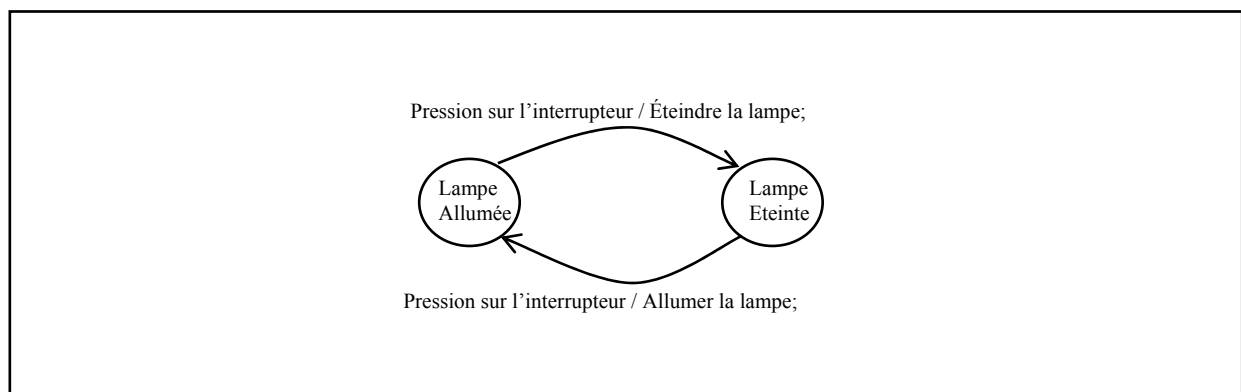 Pression sur l’interrupteur / Éteindre la lampe;
Lampe
Allumée
Lampe
Eteinte
Pression sur l’interrupteur / Allumer la lampe;